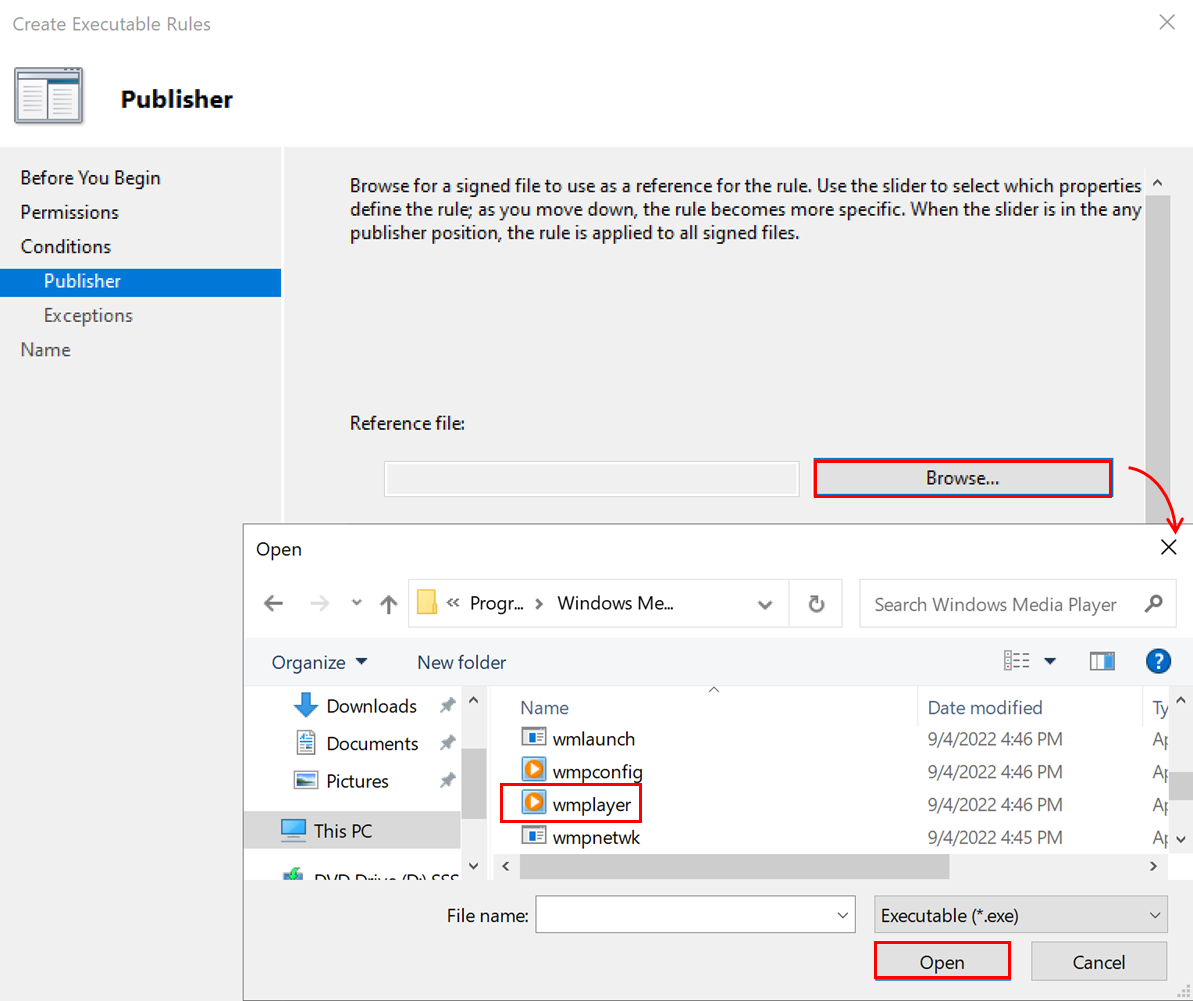 Create Executable Rules
Publisher
Before You Begin
Permissions
Conditions
Publisher
Exceptions
Name
Browse for a signed file to use as a reference for the rule. Use the slider to select which properties
define the rule; as you move down, the rule becomes more specific. When the slider is in the any
publisher position, the rule is applied to all signed files.
Reference file:
Browse...
Open
« Progr... > Windows Me...
Search Windows Media Player
Organize
New folder
?
Downloads
Documents
Pictures
This PC
DVD Drive (D:) SSS
Name Date modified Ty
wmlaunch 9/4/2022 4:46 PM Ap
wmpconfig 9/4/2022 4:46 PM Ap
wmplayer 9/4/2022 4:46 PM Ap
wmpnetwk 9/4/2022 4:45 PM Ap
File name:
Executable (*.exe)
Open
Cancel